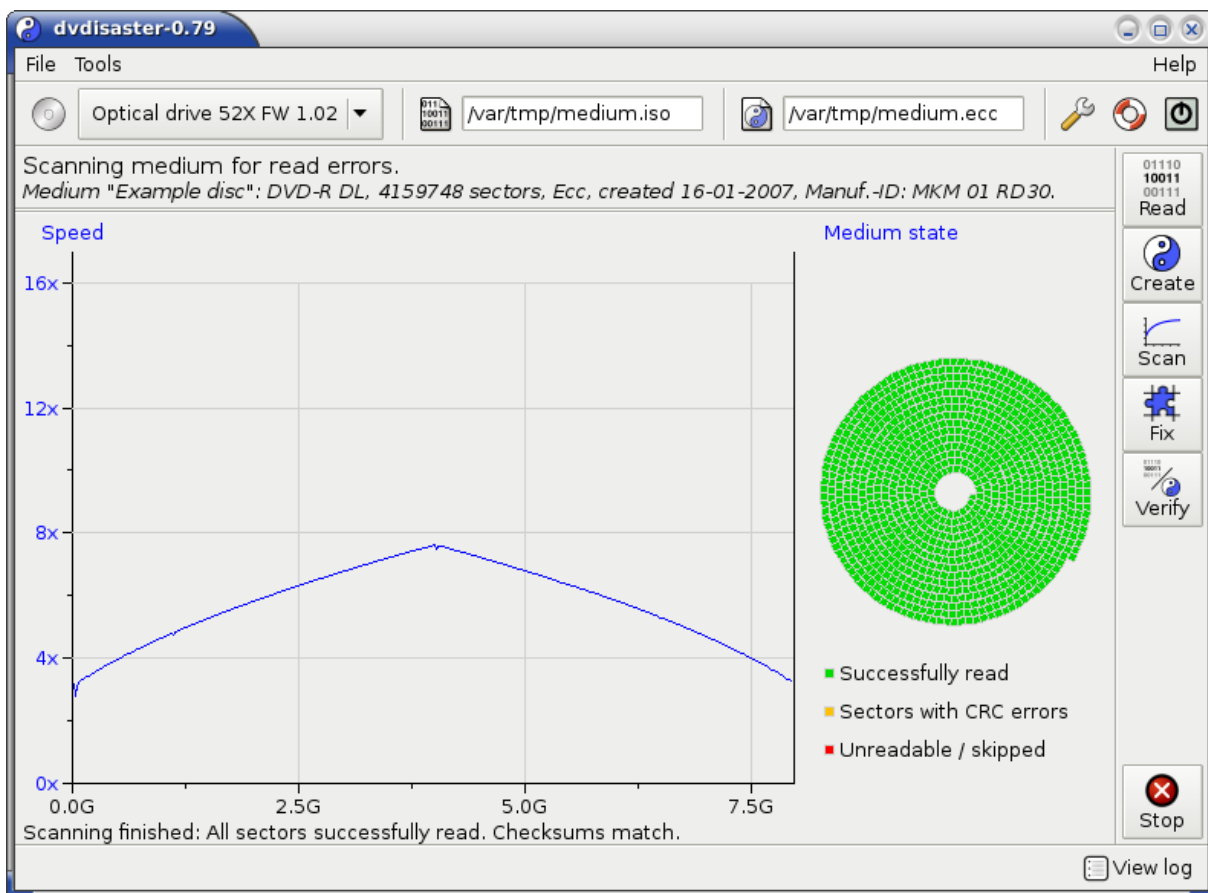 dvdisaster-0.79
File Tools Help
Optical drive 52X FW 1.02 /var/tmp/medium.iso /var/tmp/medium.ecc
Scanning medium for read errors.
Medium "Example disc": DVD-R DL, 4159748 sectors, Ecc, created 16-01-2007, Manuf.-ID: MKM 01 RD30.
Speed
16x
12x
8x
4x
0x
0.0G 2.5G 5.0G 7.5G
Medium state
Successfully read
Sectors with CRC errors
Unreadable / skipped
Scanning finished: All sectors successfully read. Checksums match.
01110
10011
00111
Read
Create
Scan
Fix
Verify
Stop
View log